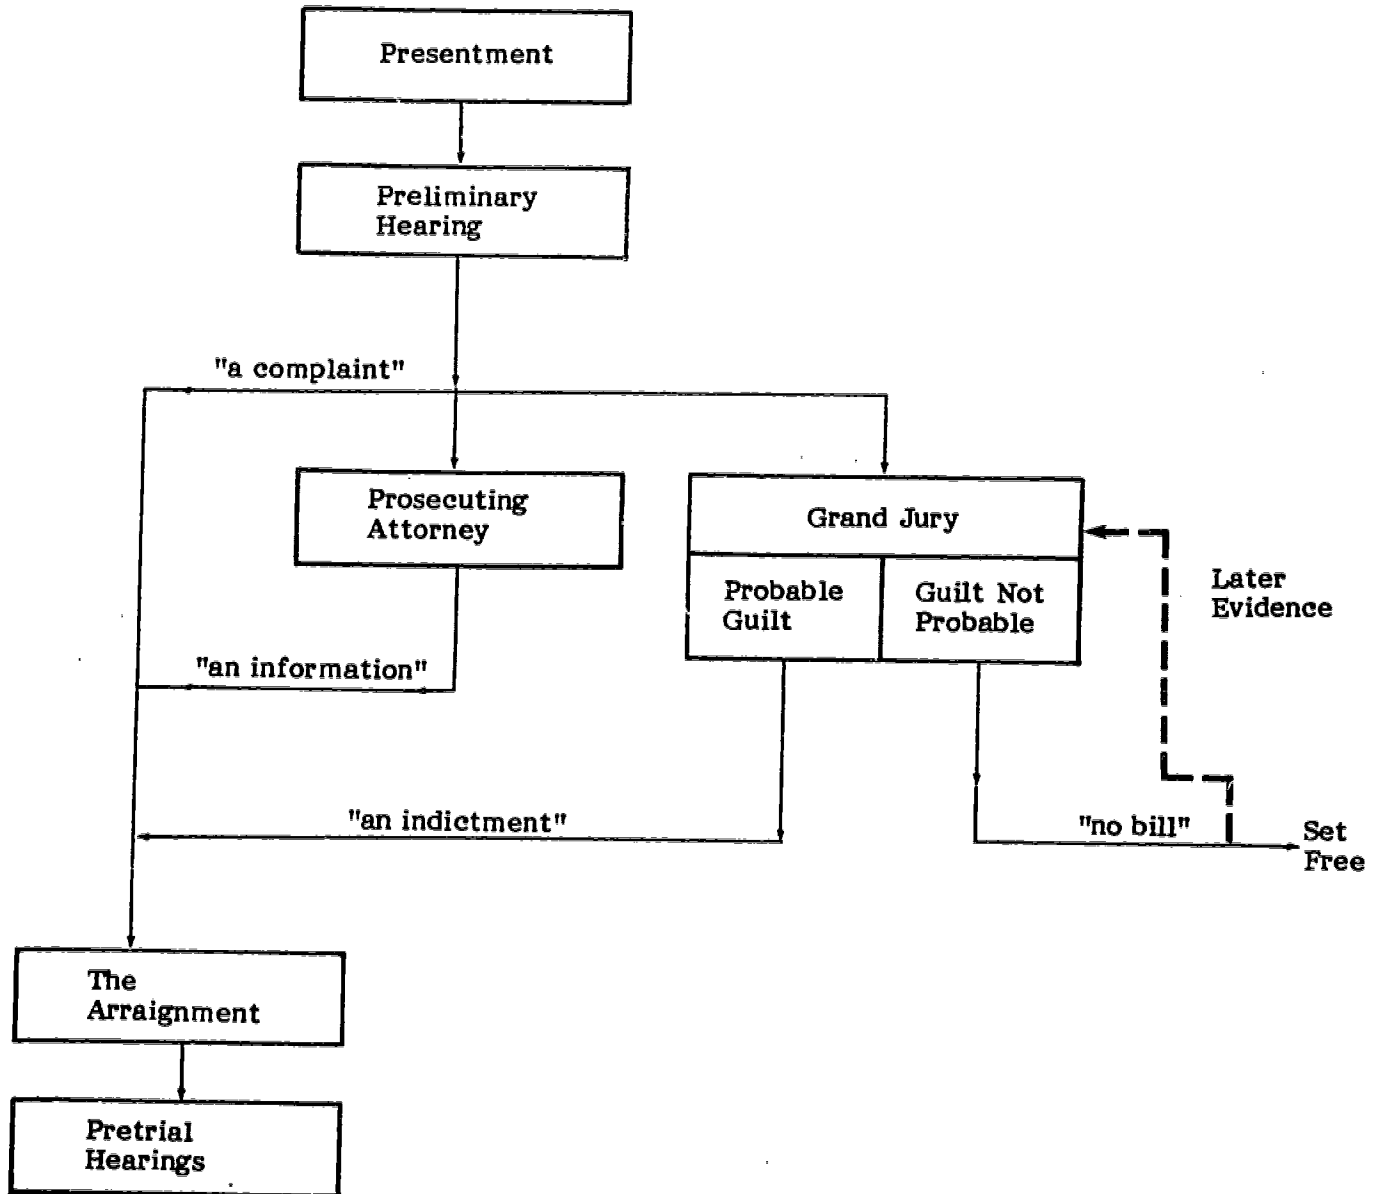 Presentment
Preliminary
Hearing
"a complaint"
Prosecuting
Attorney
Grand Jury
Probable
Guilt
Guilt Not
Probable
Later
Evidence
"an information"
"an indictment"
"no bill"
Set
Free
The
Arraignment
Pretrial
Hearings